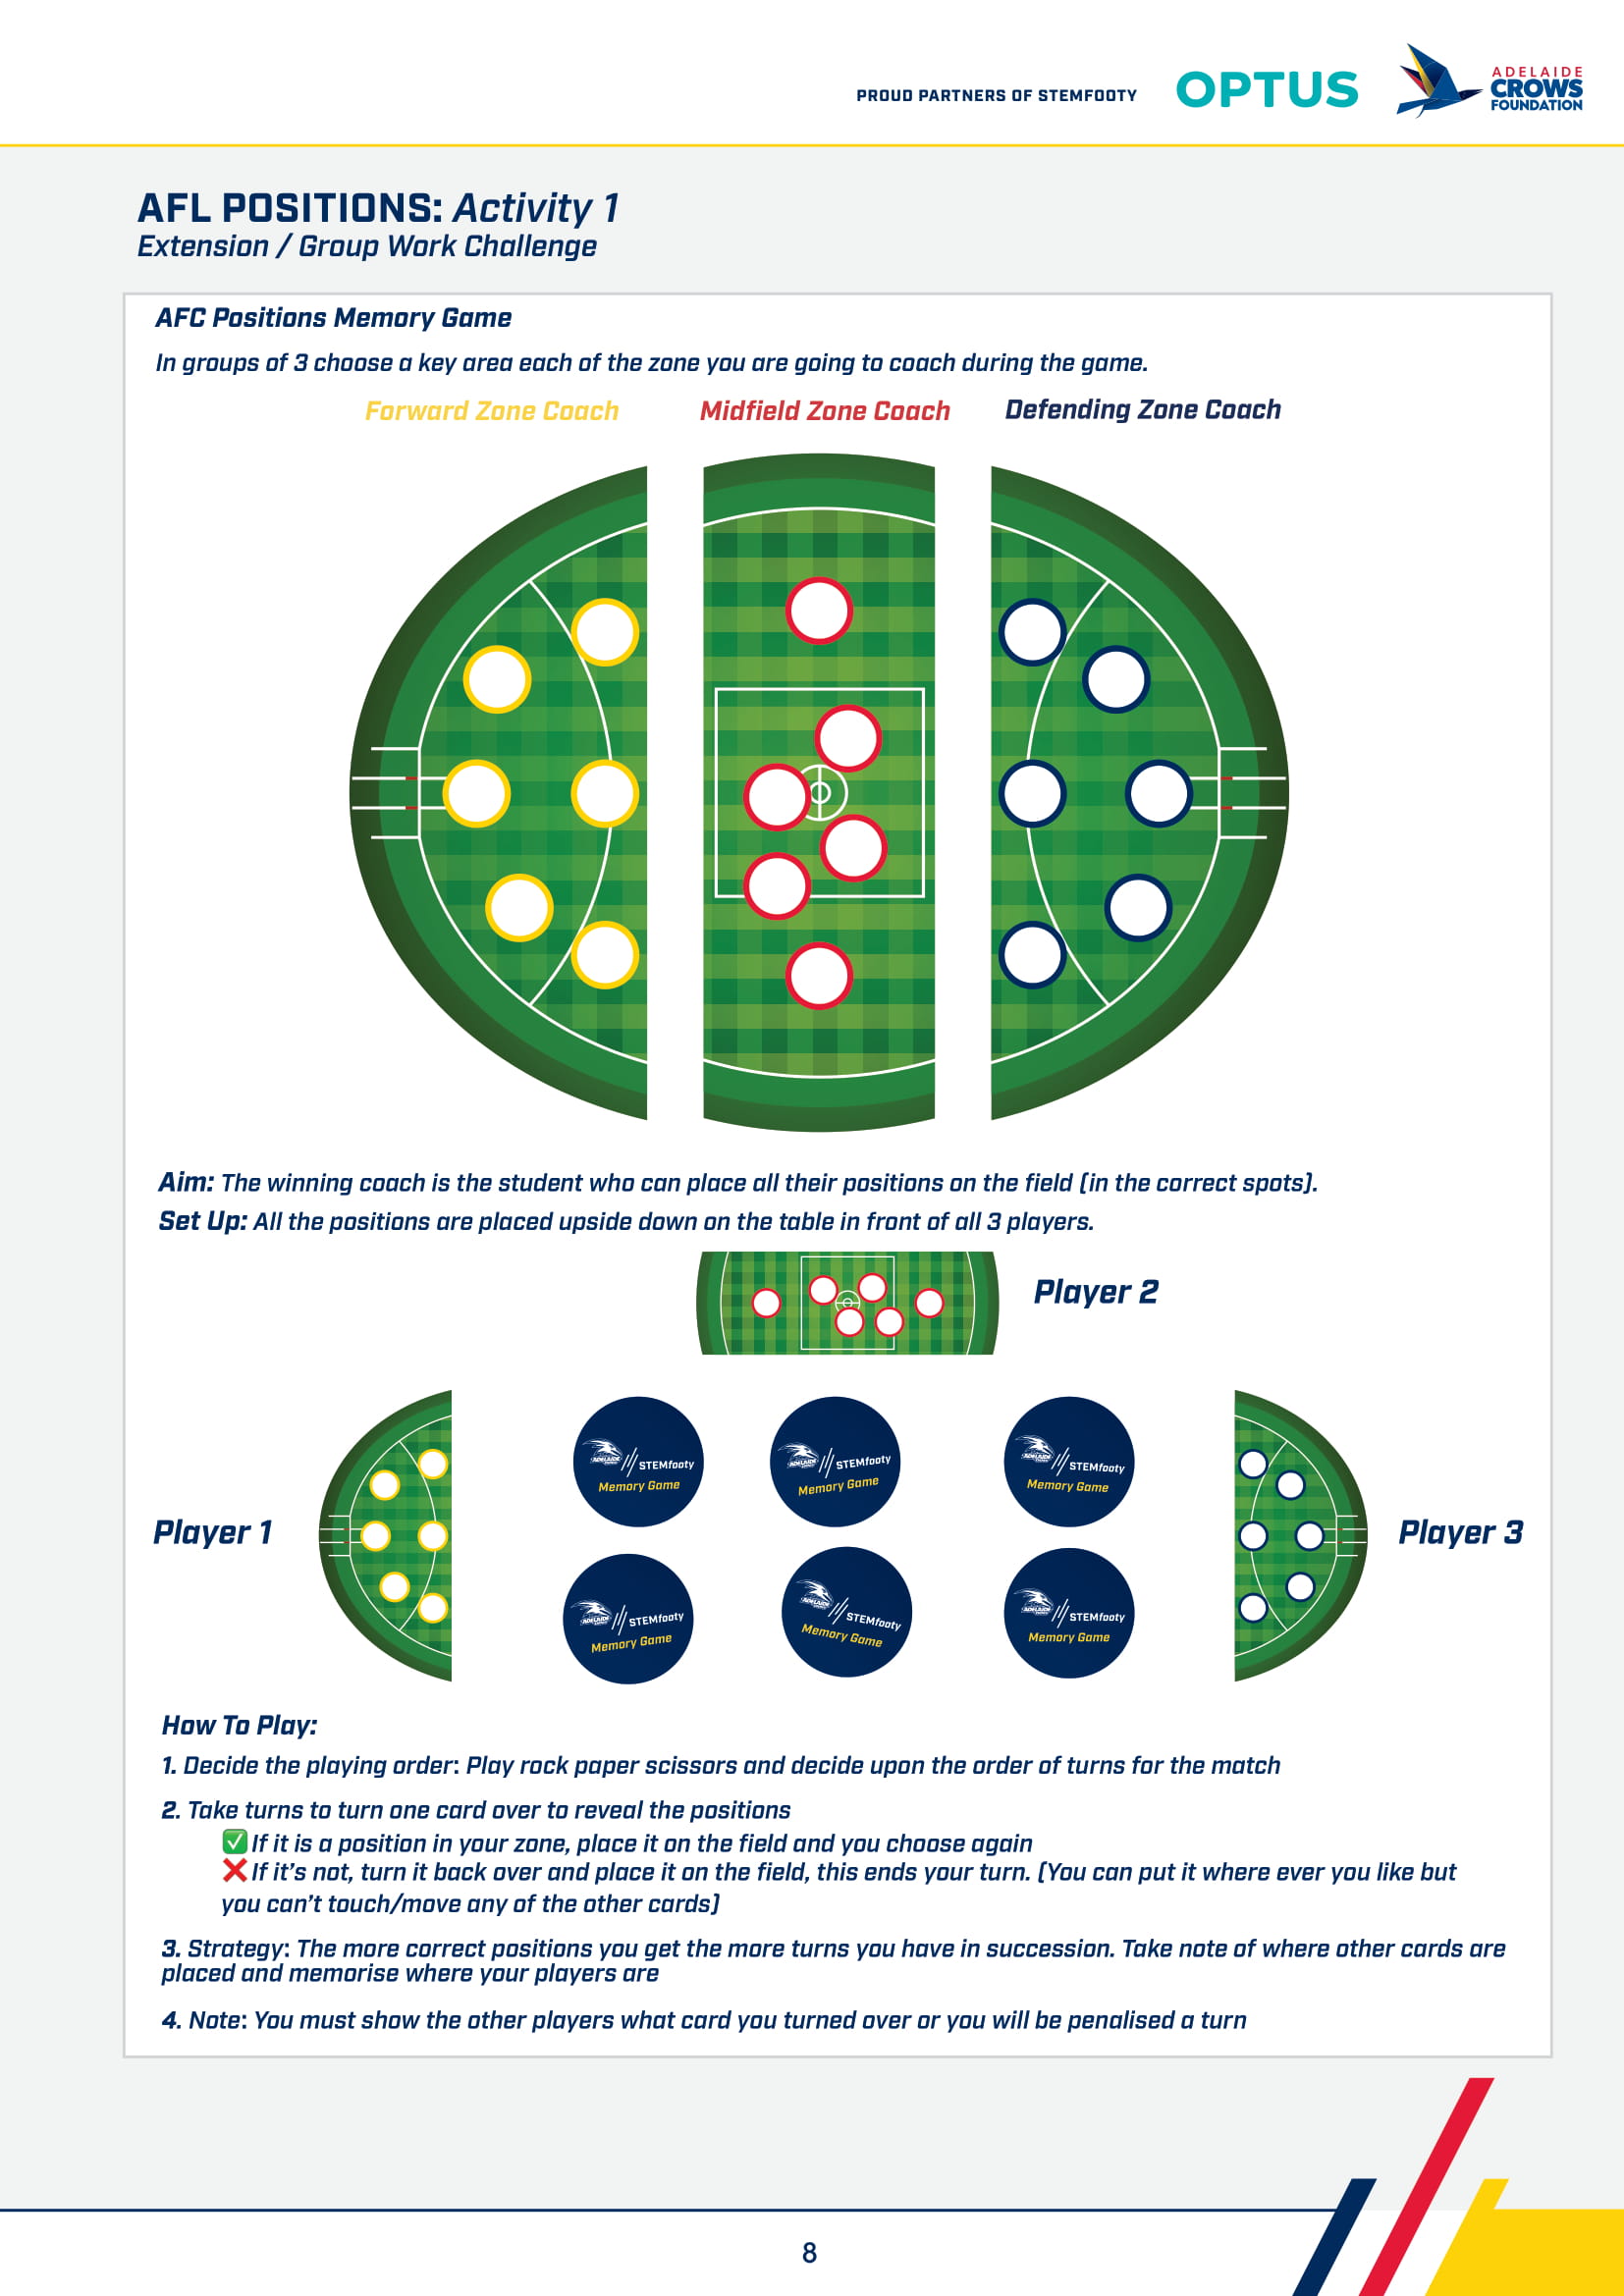 PROUD PARTNERS OF STEMFOOTY
OPTUS
ADELAIDE
CROWS
FOUNDATION
AFL POSITIONS: Activity 1
Extension / Group Work Challenge
AFC Positions Memory Game
In groups of 3 choose a key area each of the zone you are going to coach during the game.
Forward Zone Coach
Midfield Zone Coach
Defending Zone Coach
Aim: The winning coach is the student who can place all their positions on the field (in the correct spots).
Set Up: All the positions are placed upside down on the table in front of all 3 players.
Player 2
Player 1
ADELAIDE
STEMfooty
Memory Game
ADELAIDE
STEMfooty
Memory Game
ADELAIDE
STEMfooty
Memory Game
Player 3
ADELAIDE
STEMfooty
Memory Game
ADELAIDE
STEMfooty
Memory Game
ADELAIDE
STEMfooty
Memory Game
How To Play:
1. Decide the playing order: Play rock paper scissors and decide upon the order of turns for the match
2. Take turns to turn one card over to reveal the positions
If it is a position in your zone, place it on the field and you choose again
If it's not, turn it back over and place it on the field, this ends your turn. (You can put it where ever you like but
you can't touch/move any of the other cards)
3. Strategy: The more correct positions you get the more turns you have in succession. Take note of where other cards are
placed and memorise where your players are
4. Note: You must show the other players what card you turned over or you will be penalised a turn
8